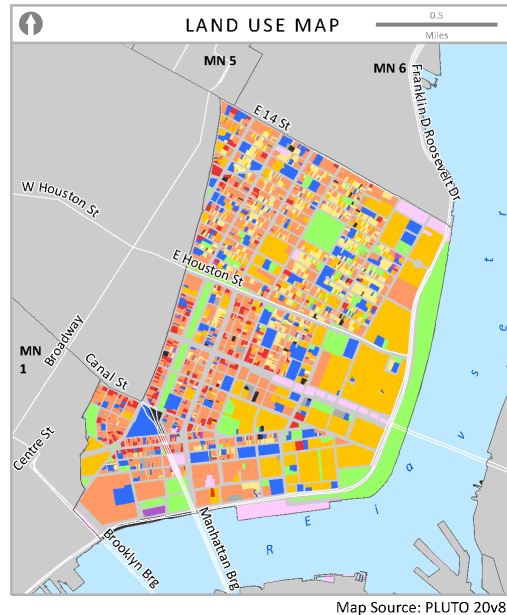 LAND USE MAP
0.5
Miles
MN 5
MN 6
Franklin D Roosevelt Dr
E 14 St
W Houston St
E Houston St
Broadway
MN
1
Canal St
Centre St
Manhattan Brg
Brooklyn Brg
R E i a v s e t r
Map Source: PLUTO 20v8